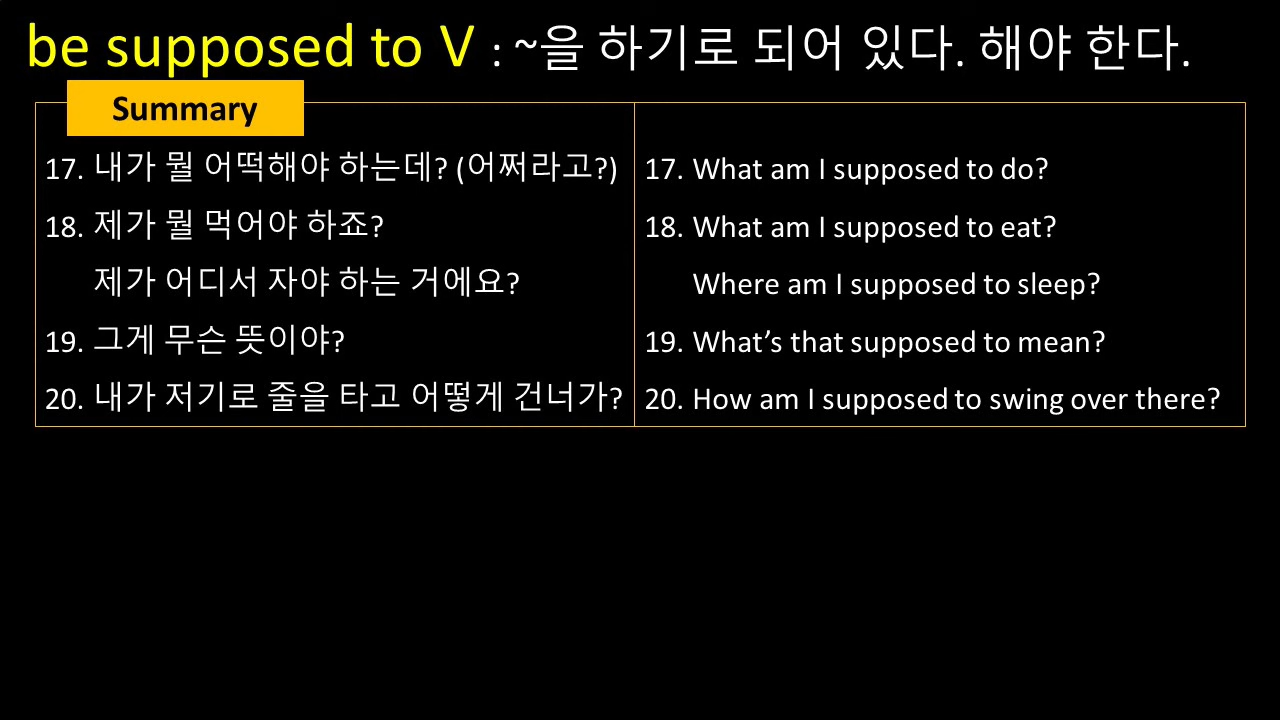 be supposed to V : ~을 하기로 되어 있다. 해야 한다.
Summary
17. 내가 뭘 어떡해야 하는데? (어쩌라고?)
18. 제가 뭘 먹어야 하죠?
제가 어디서 자야 하는 거에요?
19. 그게 무슨 뜻이야?
20. 내가 저기로 줄을 타고 어떻게 건너가?
17. What am I supposed to do?
18. What am I supposed to eat?
Where am I supposed to sleep?
19. What’s that supposed to mean?
20. How am I supposed to swing over there?